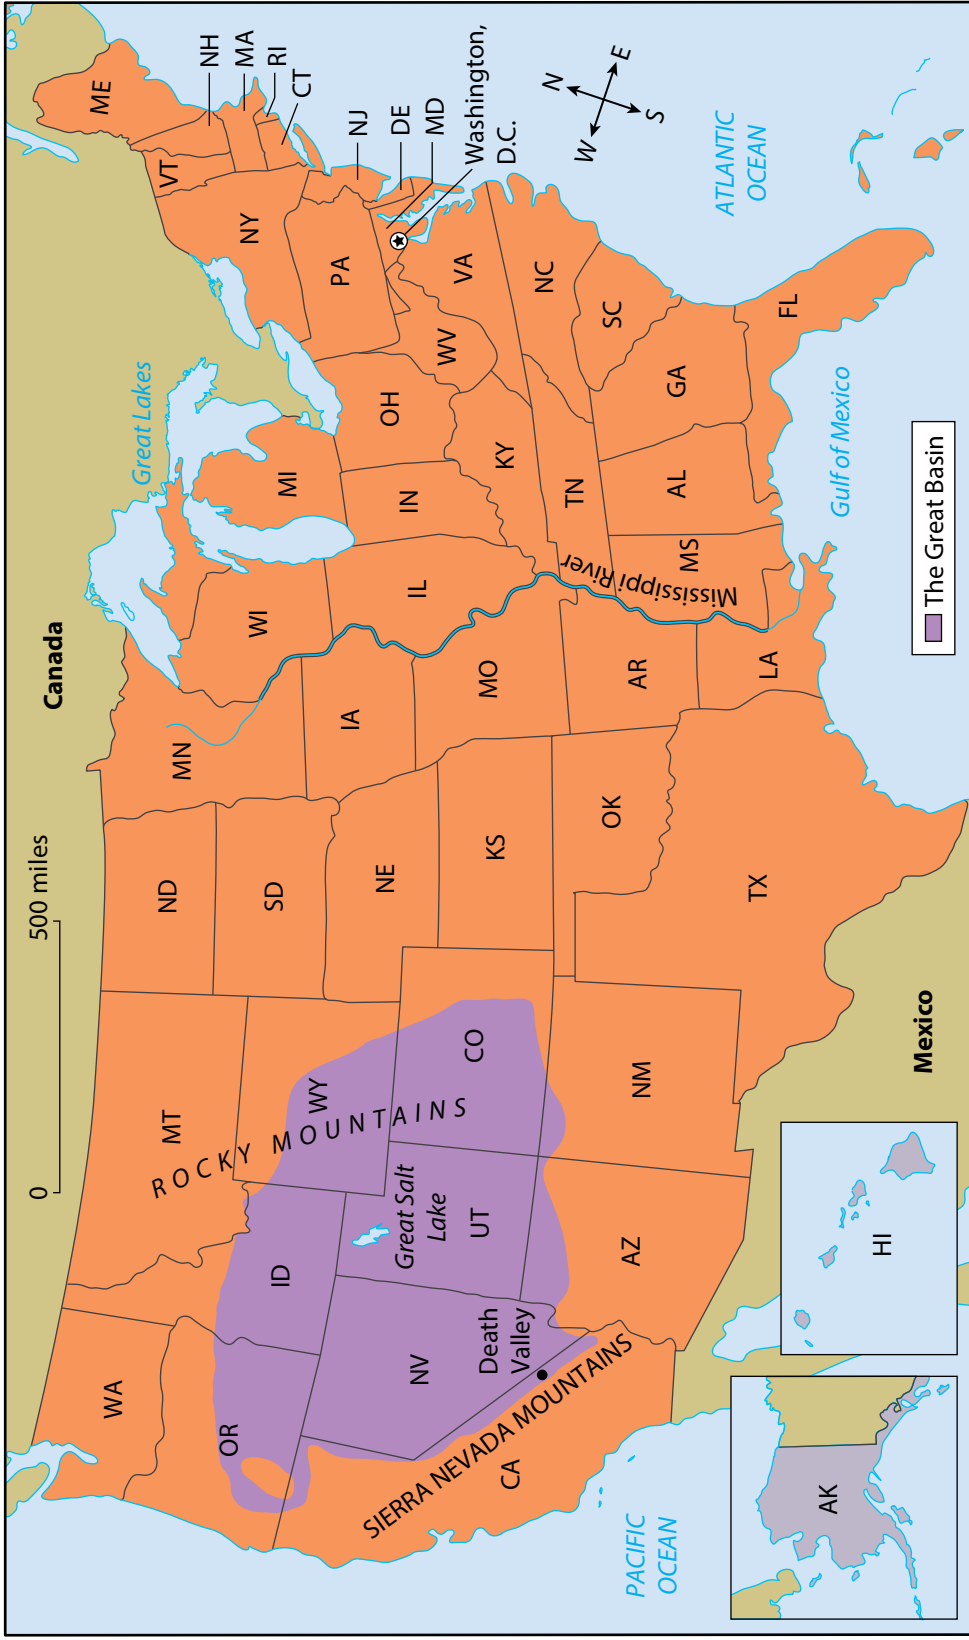 Canada
500 miles
0
Great Lakes
WA
MT
ND
MN
WI
MI
NY
VT
ME
NH
MA
RI
CT
NJ
DE
MD
Washington,
D.C.
OR
ID
WY
SD
IA
IL
IN
OH
PA
WV
VA
ROCKY MOUNTAINS
Great Salt
Lake
NV
UT
CO
NE
KS
MO
KY
NC
Death
Valley
SIERRA NEVADA MOUNTAINS
CA
AZ
NM
OK
AR
TN
SC
Mississippi River
MS
AL
GA
TX
LA
FL
N
E
S
W
PACIFIC
OCEAN
ATLANTIC
OCEAN
Gulf of Mexico
Mexico
AK
HI
The Great Basin